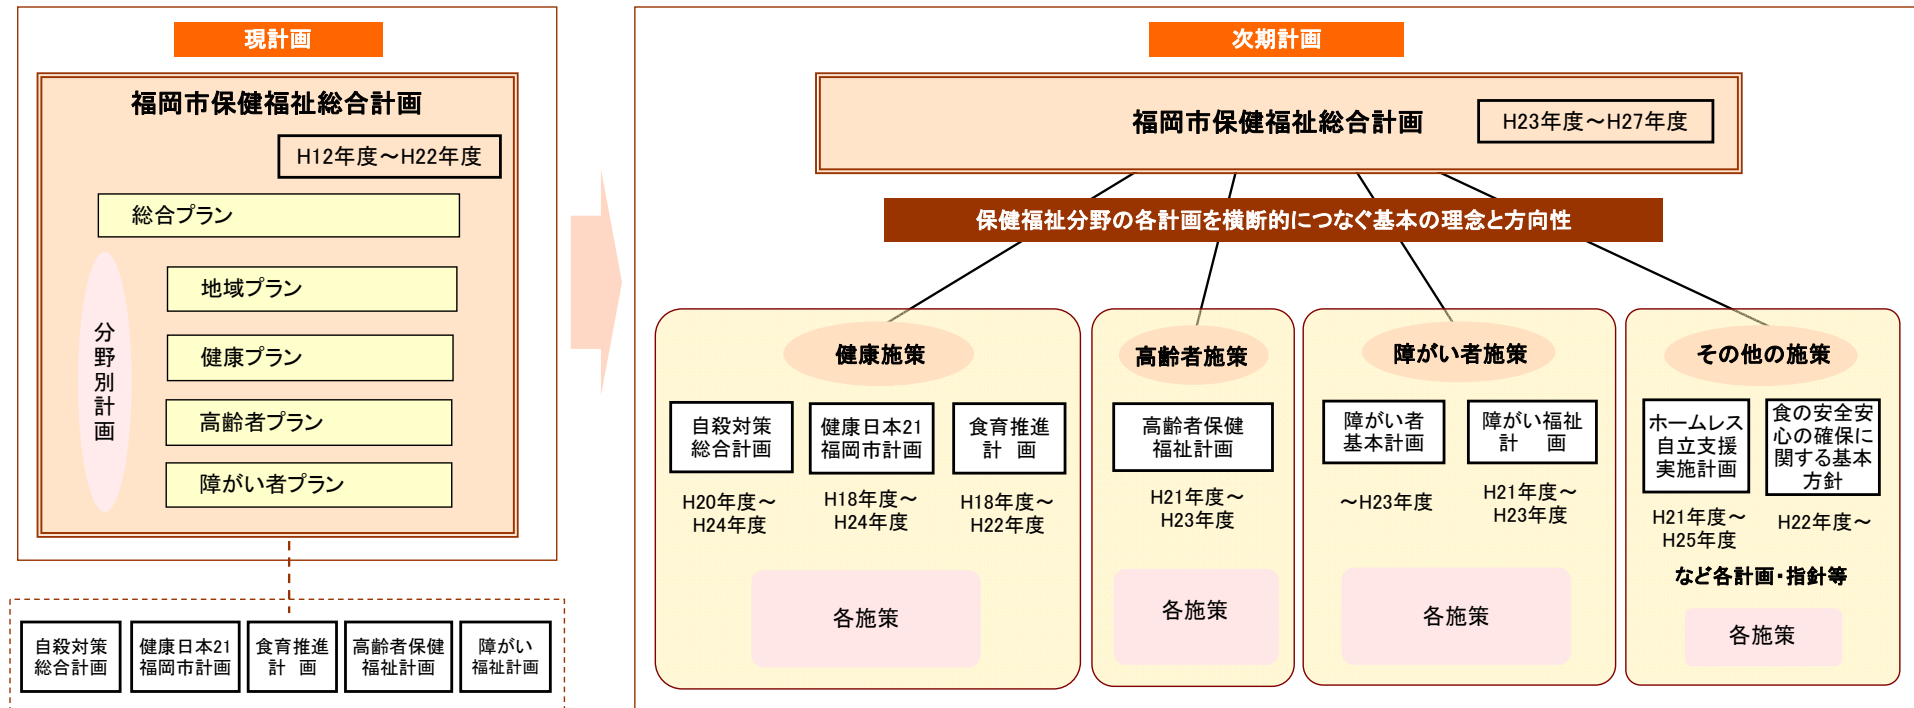 現計画
福岡市保健福祉総合計画
H12年度～H22年度
総合プラン
分野別計画
地域プラン
健康プラン
高齢者プラン
障がい者プラン
自殺対策
総合計画
健康日本21
福岡市計画
食育推進
計　画
高齢者保健
福祉計画
障がい
福祉計画
次期計画
福岡市保健福祉総合計画
H23年度～H27年度
保健福祉分野の各計画を横断的につなぐ基本の理念と方向性
健康施策
自殺対策
総合計画
H20年度～
H24年度
健康日本21
福岡市計画
H18年度～
H24年度
食育推進
計　画
H18年度～
H22年度
各施策
高齢者施策
高齢者保健
福祉計画
H21年度～
H23年度
各施策
障がい者施策
障がい者
基本計画
～H23年度
障がい福祉
計　画
H21年度～
H23年度
各施策
その他の施策
ホームレス
自立支援
実施計画
H21年度～
H25年度
食の安全安
心の確保に
関する基本
方針
H22年度～
など各計画・指針等
各施策